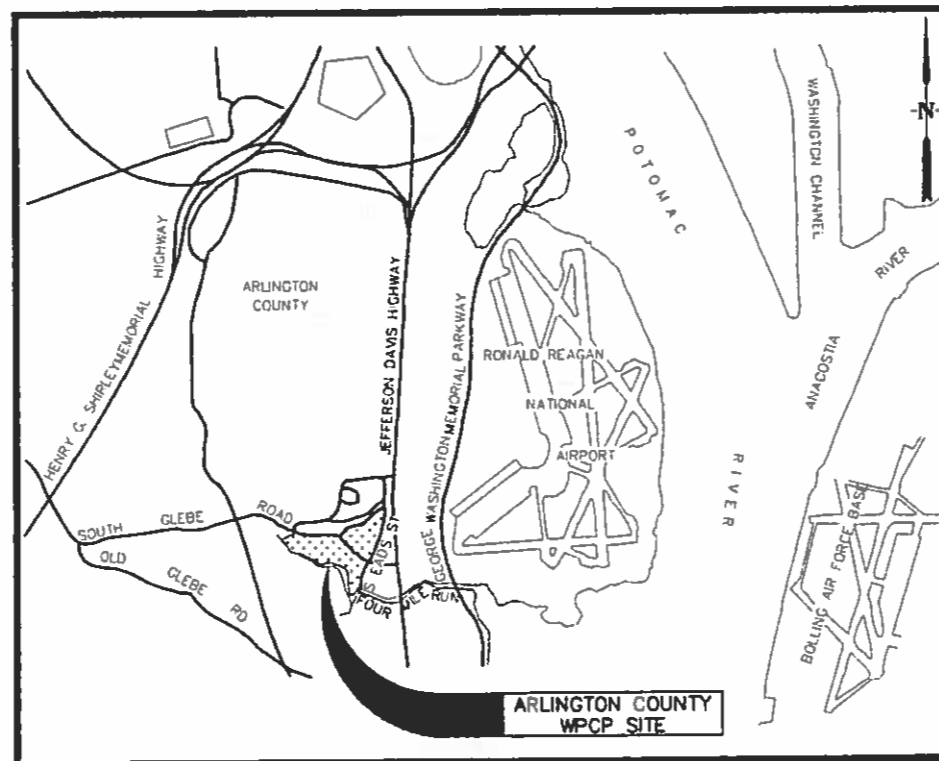 -N-
WASHINGTON CHANNEL
POTOMAC
RIVER
RIVER
ANACOSTIA
HIGHWAY
HENRY G. SHIRLEYMEMORIAL
ARLINGTON
COUNTY
JEFFERSON DAVIS HIGHWAY
GEORGE WASHINGTON MEMORIAL PARKWAY
RONALD REAGAN
NATIONAL
AIRPORT
BOLLING AIR FORCE BASE
SOUTH GLEBE ROAD
OLD GLEBE RD
S EADS ST
FOUR MILE RUN
ARLINGTON COUNTY
WPCP SITE